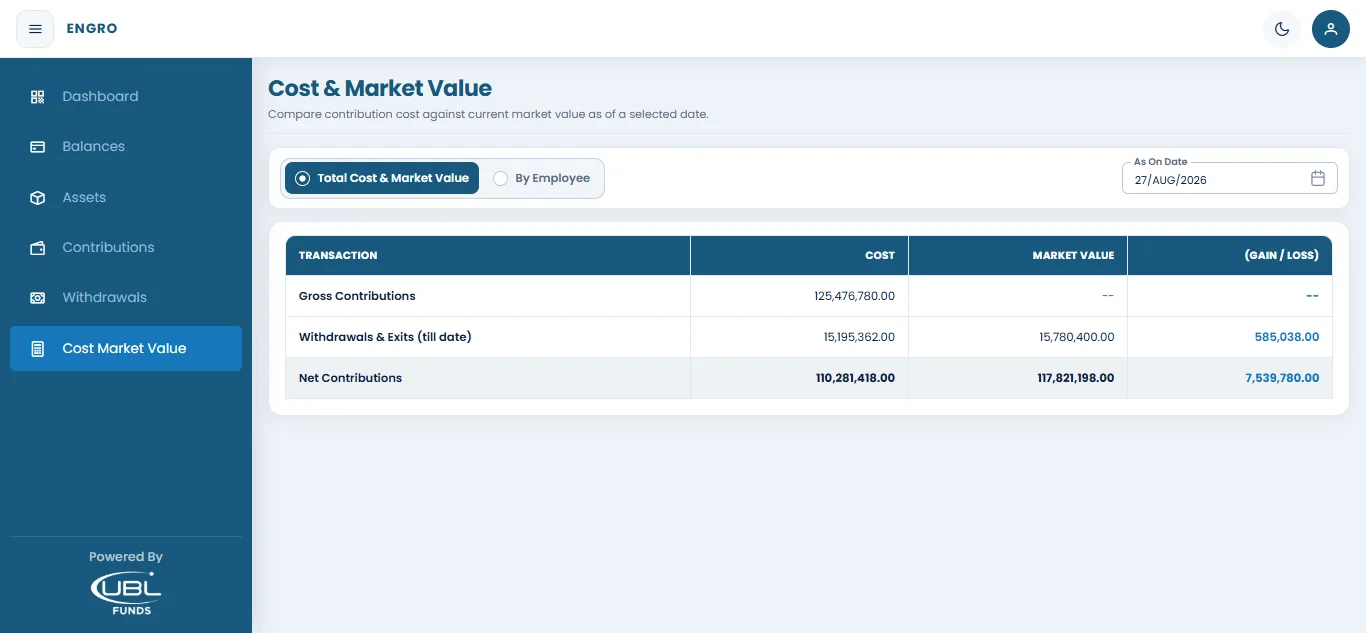 ENGRO
Dashboard
Balances
Assets
Contributions
Withdrawals
Cost Market Value
Powered By
UBL
FUNDS
Cost & Market Value
Compare contribution cost against current market value as of a selected date.
Total Cost & Market Value
By Employee
As On Date
27/AUG/2026
TRANSACTION COST MARKET VALUE (GAIN / LOSS)
Gross Contributions 125,476,780.00 -- --
Withdrawals & Exits (till date) 15,195,362.00 15,780,400.00 585,038.00
Net Contributions 110,281,418.00 117,821,198.00 7,539,780.00